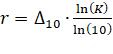 r = Δ₁₀ · ln(K)/ln(10)